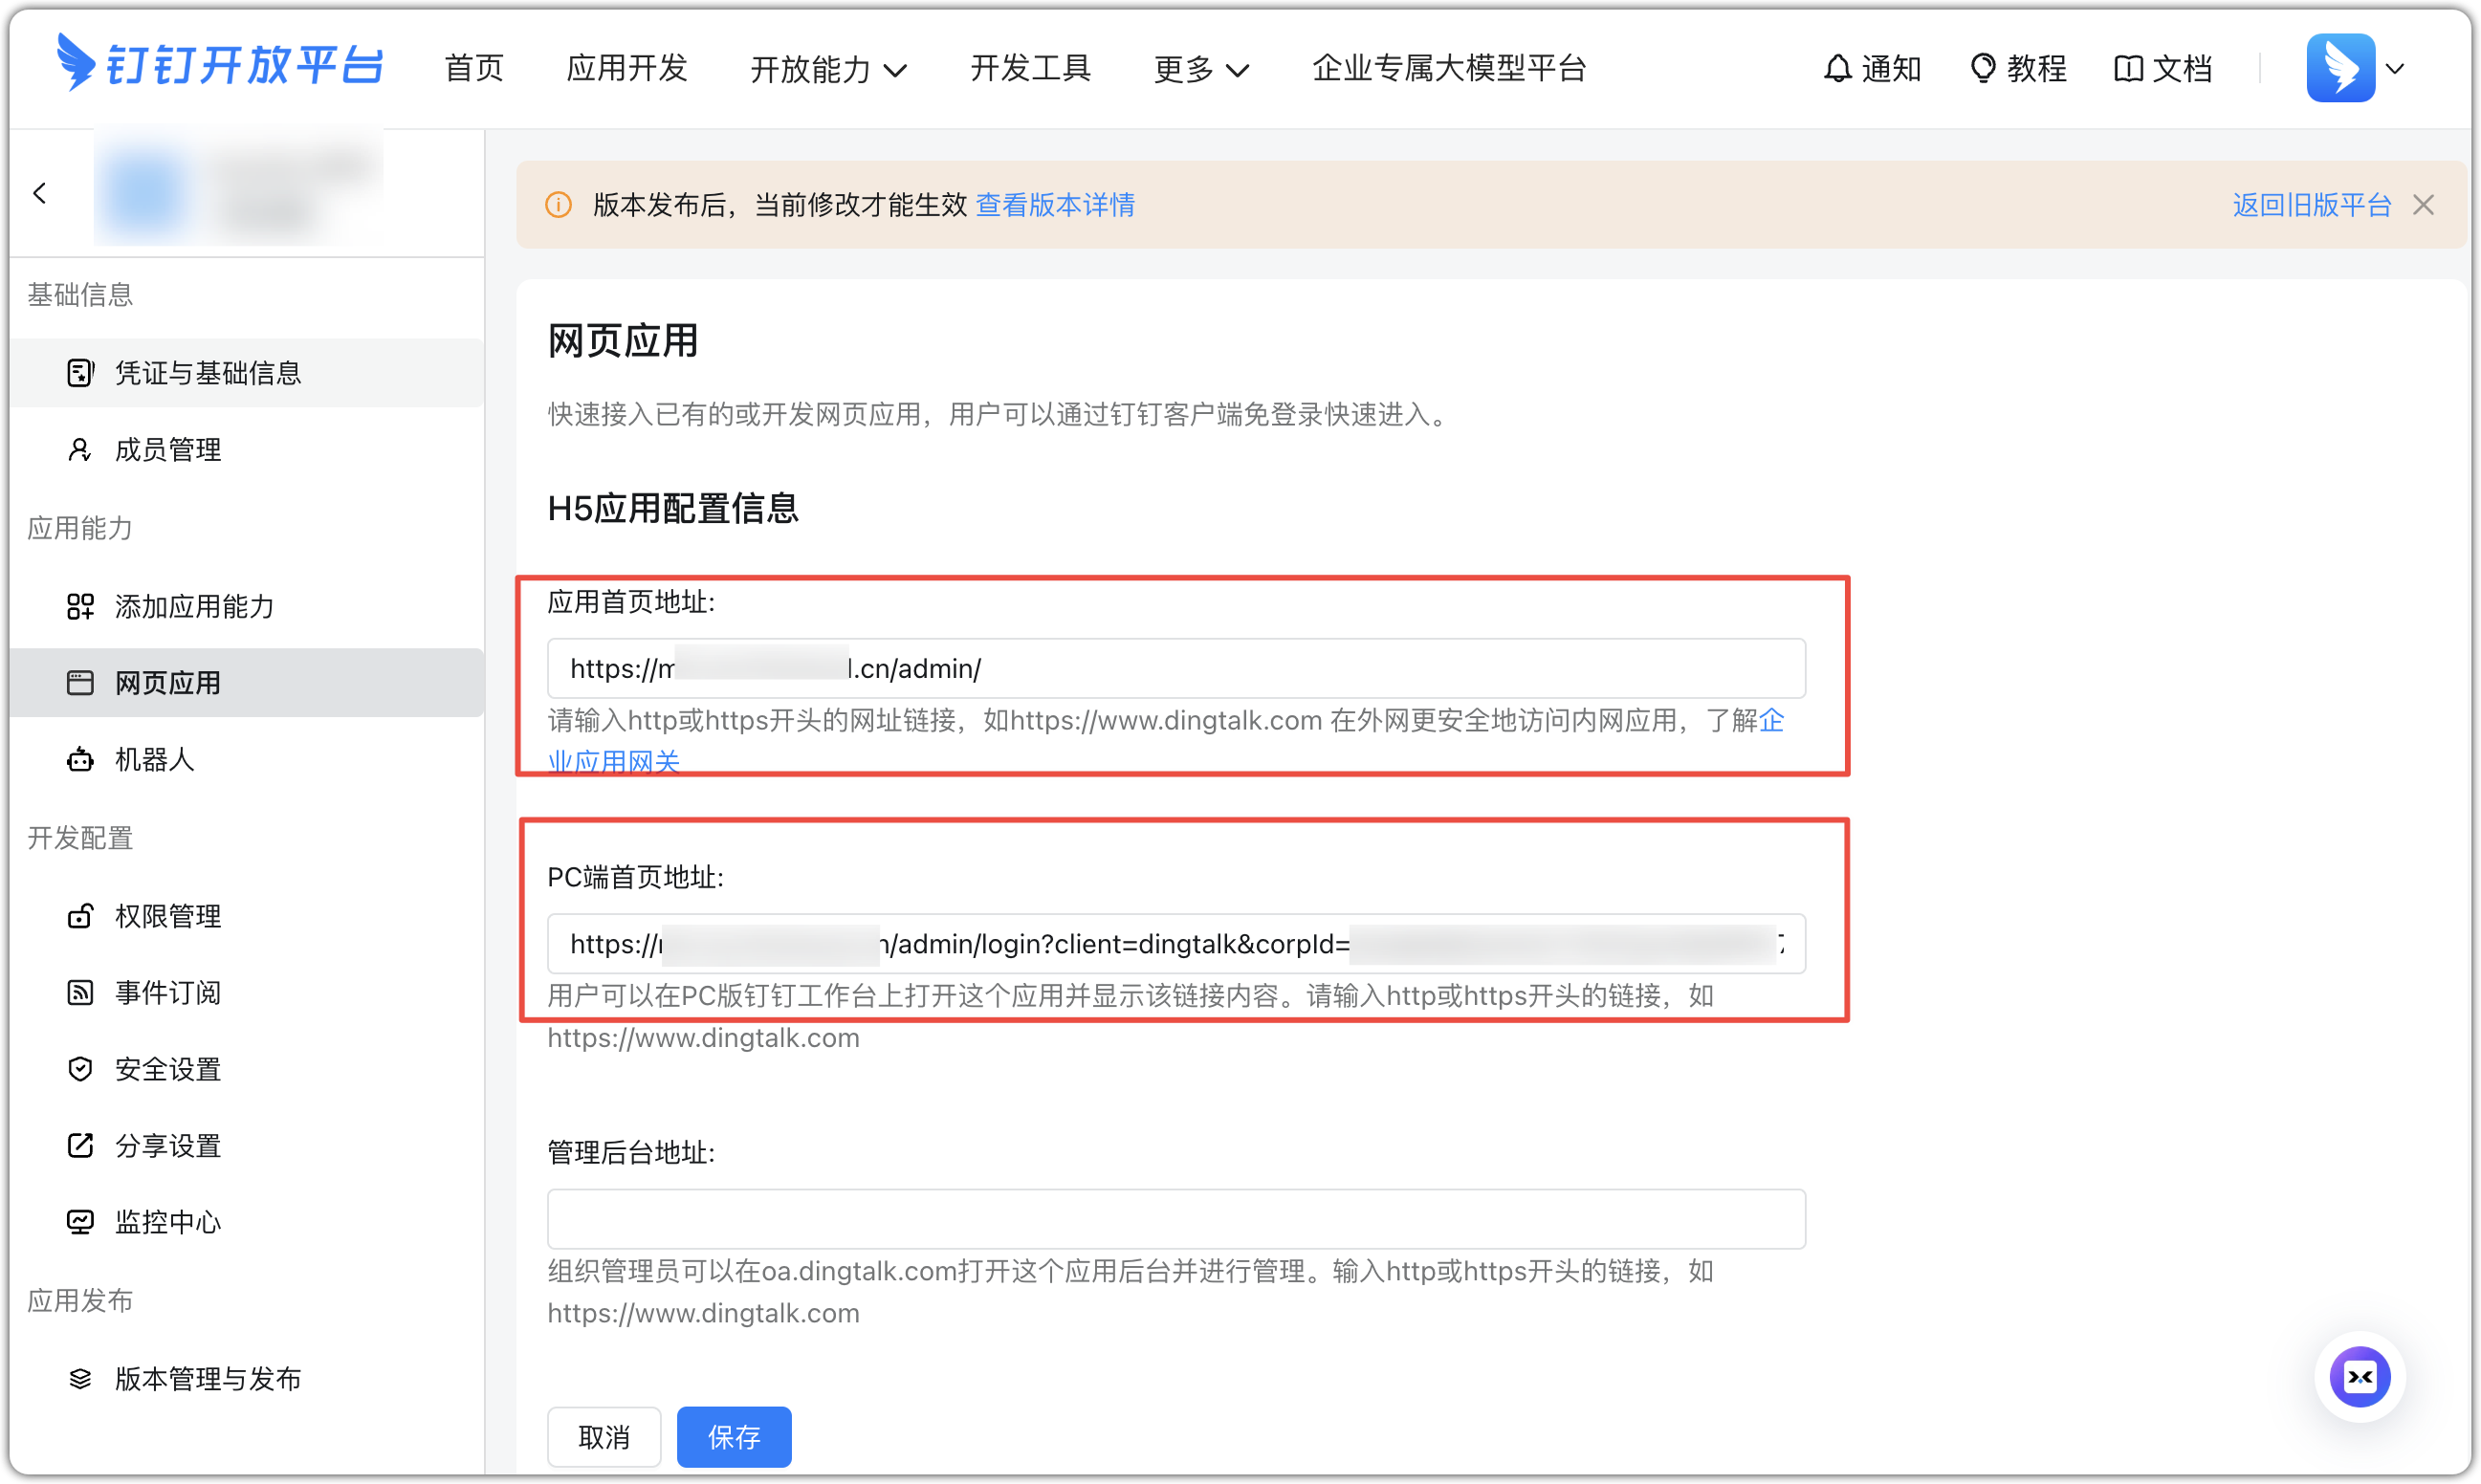 钉钉开放平台
首页
应用开发
开放能力
开发工具
更多
企业专属大模型平台
通知
教程
文档
基础信息
凭证与基础信息
成员管理
应用能力
添加应用能力
网页应用
机器人
开发配置
权限管理
事件订阅
安全设置
分享设置
监控中心
应用发布
版本管理与发布
版本发布后，当前修改才能生效 查看版本详情
返回旧版平台
网页应用
快速接入已有的或开发网页应用，用户可以通过钉钉客户端免登录快速进入。
H5应用配置信息
应用首页地址:
https:// .cn/admin/
请输入http或https开头的网址链接，如https://www.dingtalk.com 在外网更安全地访问内网应用，了解企
业应用网关
PC端首页地址:
https:// /admin/login?client=dingtalk&corpId=
用户可以在PC版钉钉工作台上打开这个应用并显示该链接内容。请输入http或https开头的链接，如
https://www.dingtalk.com
管理后台地址:
组织管理员可以在oa.dingtalk.com打开这个应用后台并进行管理。输入http或https开头的链接，如
https://www.dingtalk.com
取消
保存